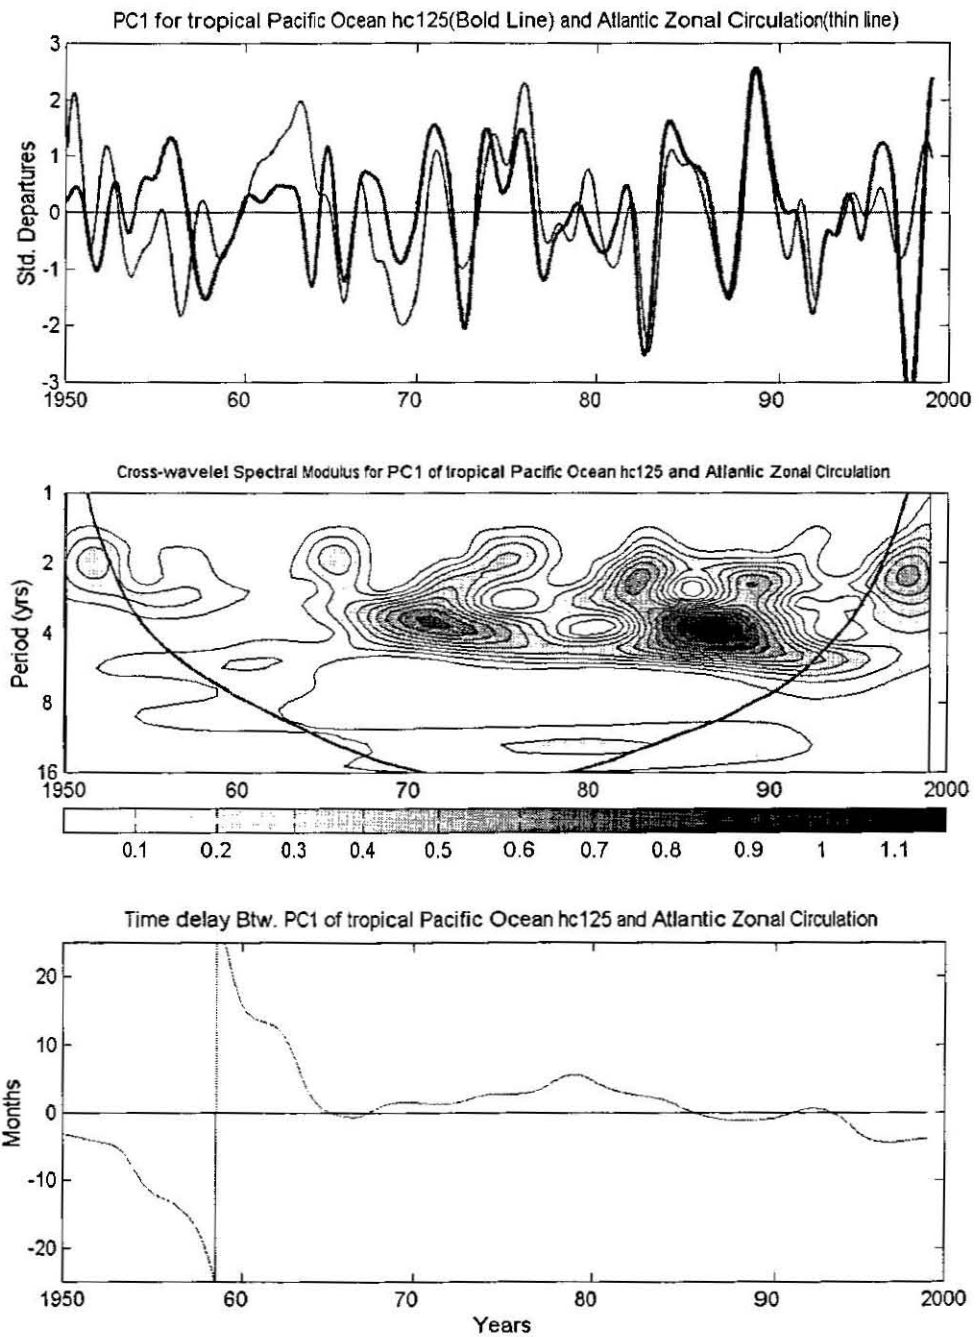 PC1 for tropical Pacific Ocean hc125(Bold Line) and Atlantic Zonal Circulation(thin line)
3
2
1
0
-1
-2
-3
Std. Departures
1950 60 70 80 90 2000
Cross-wavelet Spectral Modulus for PC1 of tropical Pacific Ocean hc125 and Atlantic Zonal Circulation
1
2
4
8
16
Period (yrs)
1950 60 70 80 90 2000
0.1 0.2 0.3 0.4 0.5 0.6 0.7 0.8 0.9 1 1.1
Time delay Btw. PC1 of tropical Pacific Ocean hc125 and Atlantic Zonal Circulation
20
10
0
-10
-20
Months
1950 60 70 80 90 2000
Years